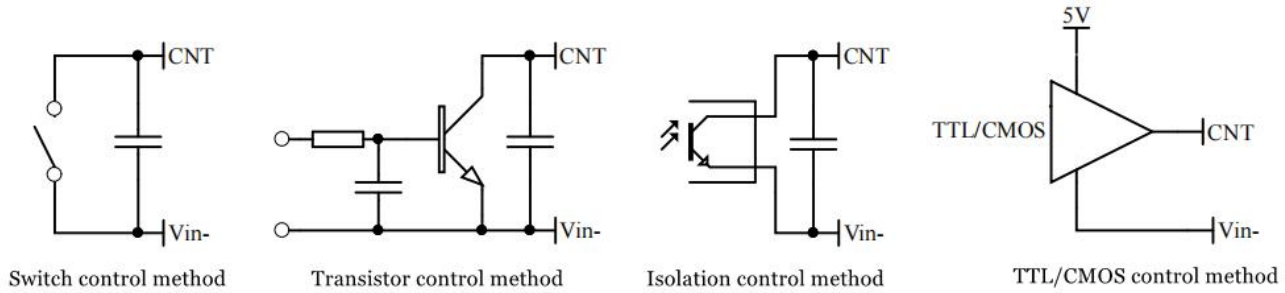 5V
CNT
CNT
CNT
TTL/CMOS
CNT
Vin-
Vin-
Vin-
Vin-
Switch control method
Transistor control method
Isolation control method
TTL/CMOS control method